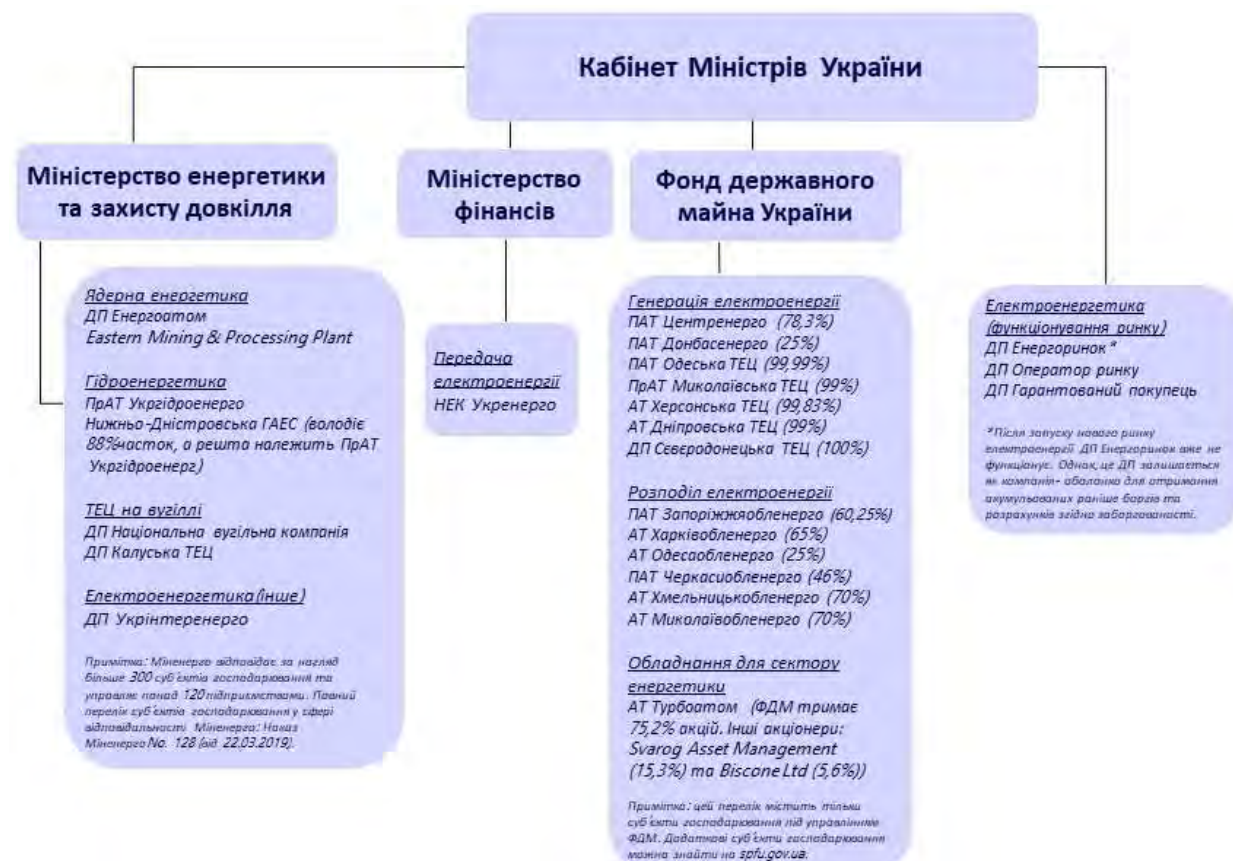 Кабінет Міністрів України
Міністерство енергетики
та захисту довкілля
Міністерство
фінансів
Фонд державного
майна України
Ядерна енергетика
ДП Енергоатом
Eastern Mining & Processing Plant
Гідроенергетика
ПрАТ Укргідроенерго
Нижньо-Дністровська ГАЕС (володіє
88%часток, а решта належить ПрАТ
Укргідроенерг)
ТЕЦ на вугіллі
ДП Національна вугільна компанія
ДП Калуська ТЕЦ
Електроенергетика(інше)
ДП Укрінтеренерго
Примітка: Міненерго відповідає за нагляд
більше 300 суб'єктів господарювання та
управляє понад 120 підприємствами. Повний
перелік суб'єктів господарювання у сфері
відповідальності Міненерго: Наказ
Міненерго No. 128 (від 22.03.2019).
Передача
електроенергії
НЕК Укренерго
Генерація електроенергії
ПАТ Центренерго (78,3%)
ПАТ Донбасенерго (25%)
ПАТ Одеська ТЕЦ (99,99%)
ПрАТ Миколаївська ТЕЦ (99%)
АТ Херсонська ТЕЦ (99,83%)
АТ Дніпровська ТЕЦ (99%)
ДП Сєвєродонецька ТЕЦ (100%)
Розподіл електроенергії
ПАТ Запоріжжяобленерго (60,25%)
АТ Харківобленерго (65%)
АТ Одесаобленерго (25%)
ПАТ Черкасиобленерго (46%)
АТ Хмельницькобленерго (70%)
АТ Миколаївобленерго (70%)
Обладнання для сектору
енергетики
АТ Турбоатом (ФДМ тримає
75,2% акцій. Інші акціонери:
Svarog Asset Management
(15,3%) та Biscone Ltd (5,6%))
Примітка: цей перелік містить тільки
суб'єкти господарювання під управлінням
ФДМ. Додаткові суб'єкти господарювання
можна знайти на spfu.gov.ua.
Електроенергетика
(функціонування ринку)
ДП Енергоринок*
ДП Оператор ринку
ДП Гарантований покупець
*Після запуску нового ринку
електроенергії ДП Енергоринок вже не
функціонує. Однак, це ДП залишається
як компанія- оболонка для отримання
акумульованих раніше боргів та
розрахунків згідно заборгованості.